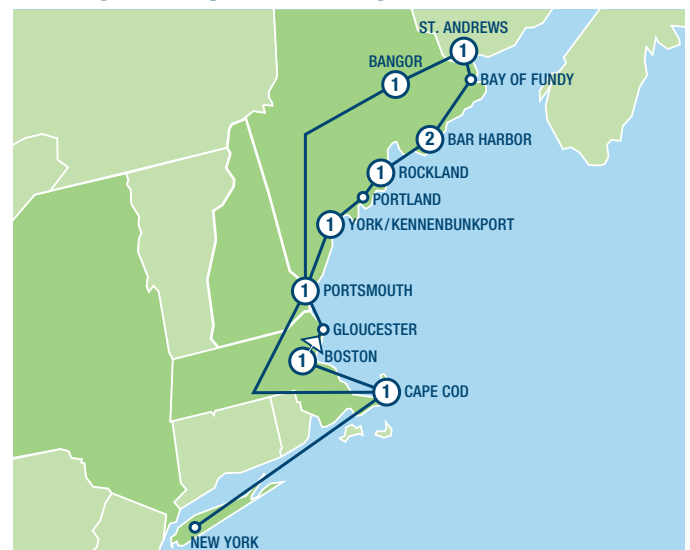 ST. ANDREWS
1
BANGOR
1
BAY OF FUNDY
2 BAR HARBOR
1 ROCKLAND
PORTLAND
1 YORK/KENNENBUNKPORT
1 PORTSMOUTH
GLOUCESTER
1 BOSTON
1 CAPE COD
NEW YORK